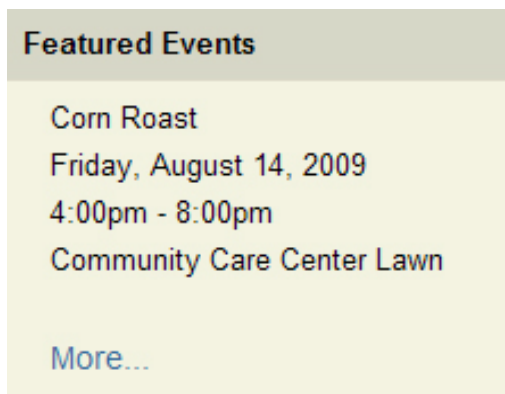 Featured Events
Corn Roast
Friday, August 14, 2009
4:00pm - 8:00pm
Community Care Center Lawn
More...